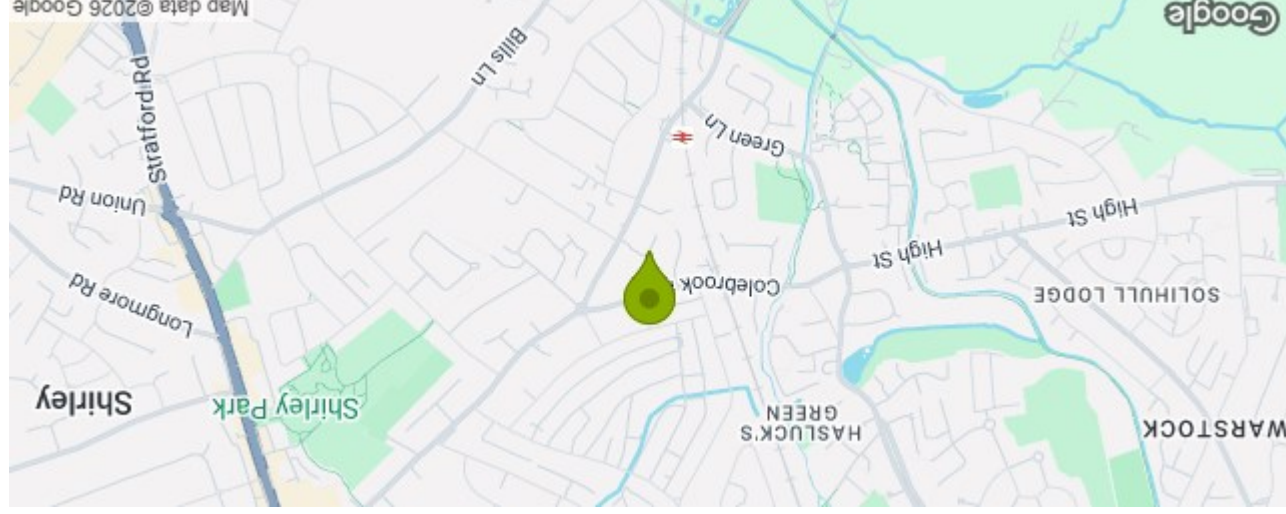 WARSTOCK
HASLUCK'S
GREEN
Shirley Park
Shirley
SOLIHULL LODGE
Colebrook
Longmore Rd
High St
High St
Union Rd
Green Ln
Stratford Rd
Bills Ln
Google
Map data ©2026 Google